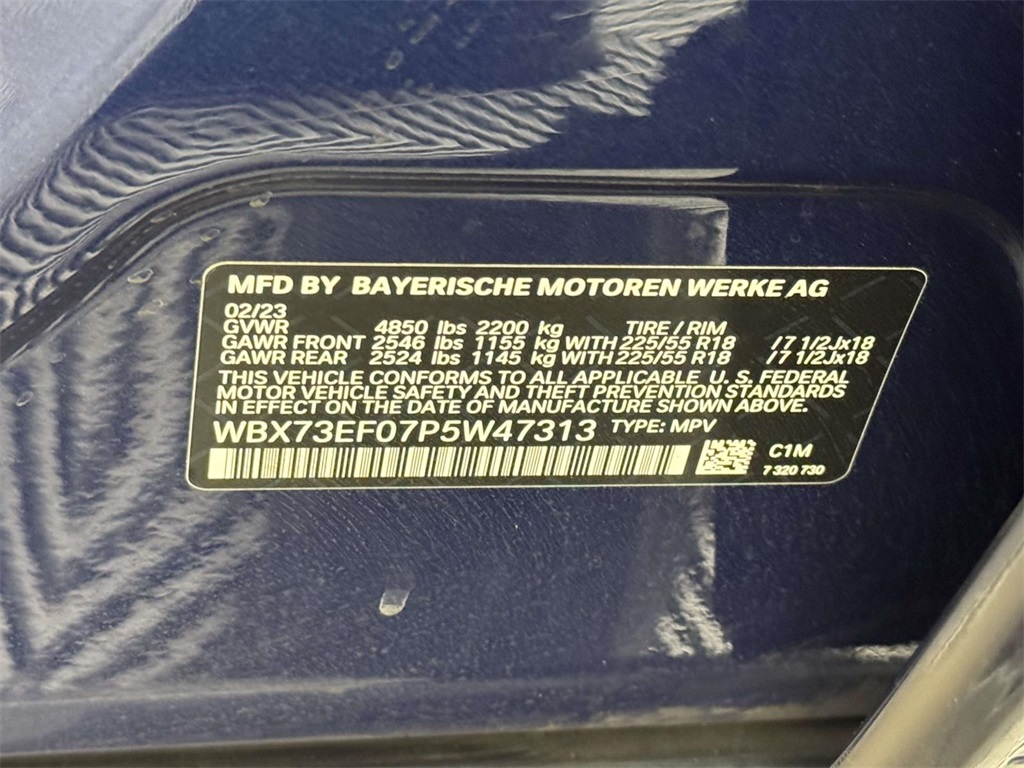 MFD BY BAYERISCHE MOTOREN WERKE AG
02/23
GVWR 4850 lbs 2200 kg TIRE / RIM
GAWR FRONT 2546 lbs 1155 kg WITH 225/55 R18 /7 1/2Jx18
GAWR REAR 2524 lbs 1145 kg WITH 225/55 R18 /7 1/2Jx18
THIS VEHICLE CONFORMS TO ALL APPLICABLE U. S. FEDERAL
MOTOR VEHICLE SAFETY AND THEFT PREVENTION STANDARDS
IN EFFECT ON THE DATE OF MANUFACTURE SHOWN ABOVE.
WBX73EF07P5W47313 TYPE: MPV
C1M
7 320 730